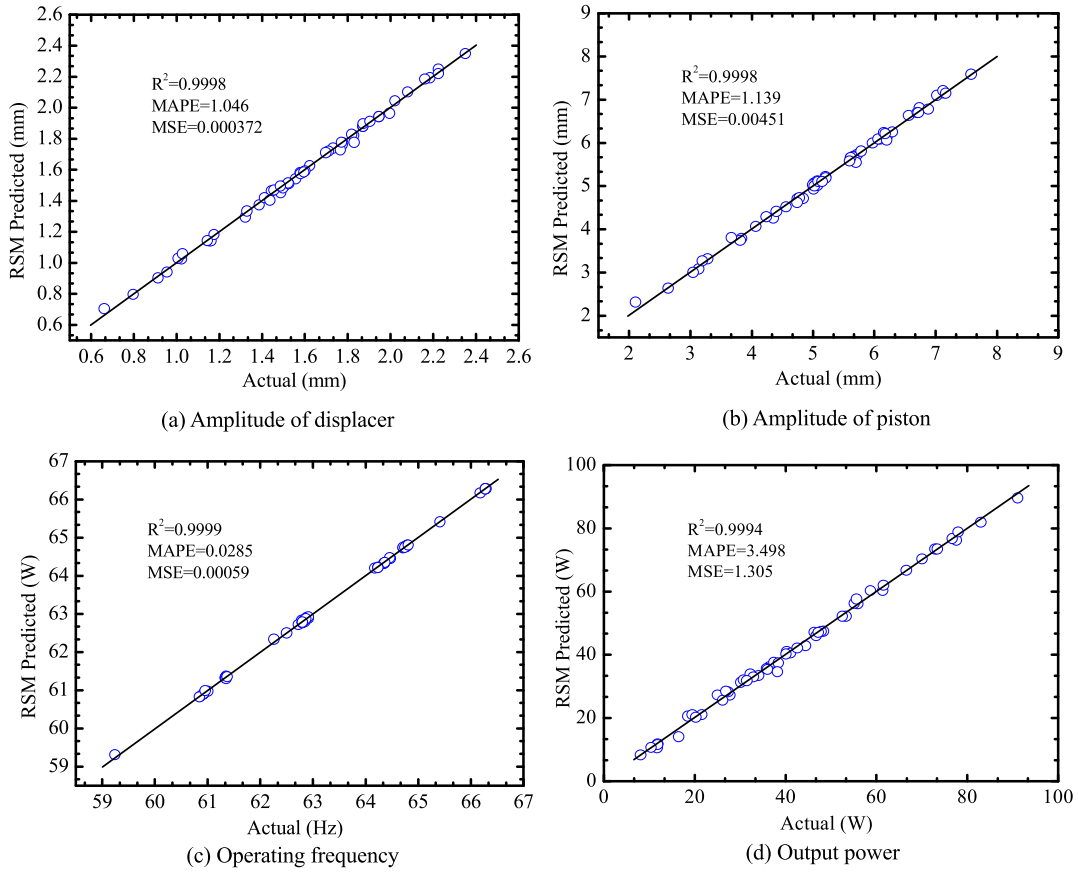 2.6
2.4
2.2
2.0
1.8
1.6
1.4
1.2
1.0
0.8
0.6
RSM Predicted (mm)
R²=0.9998
MAPE=1.046
MSE=0.000372
0.6 0.8 1.0 1.2 1.4 1.6 1.8 2.0 2.2 2.4 2.6
Actual (mm)
(a) Amplitude of displacer
9
8
7
6
5
4
3
2
RSM Predicted (mm)
R²=0.9998
MAPE=1.139
MSE=0.00451
2 3 4 5 6 7 8 9
Actual (mm)
(b) Amplitude of piston
67
66
65
64
63
62
61
60
59
RSM Predicted (W)
R²=0.9999
MAPE=0.0285
MSE=0.00059
59 60 61 62 63 64 65 66 67
Actual (Hz)
(c) Operating frequency
100
80
60
40
20
0
RSM Predicted (W)
R²=0.9994
MAPE=3.498
MSE=1.305
0 20 40 60 80 100
Actual (W)
(d) Output power